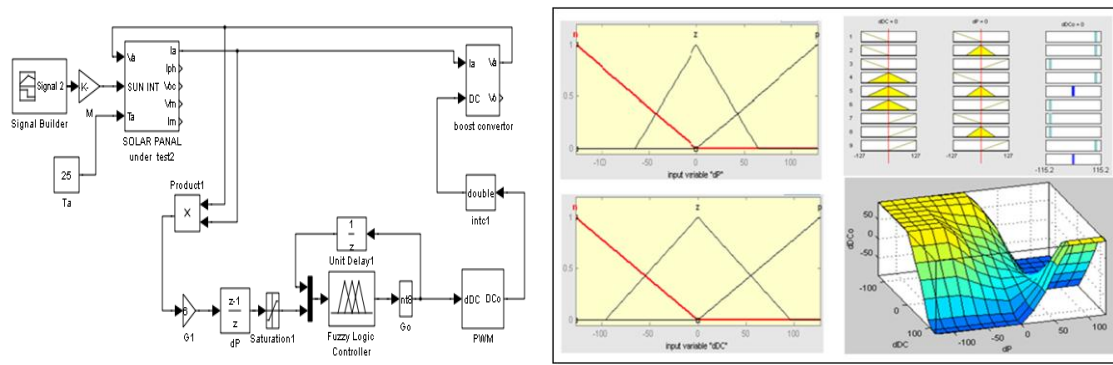 Signal 2
Signal Builder
K-
M
25
Ta
Va
SUN INT
Ta
Ia
Iph
Voc
Vm
Im
SOLAR PANAL
under test2
Product1
X
G1
z-1
z
dP
Saturation1
1
z
Unit Delay1
Fuzzy Logic
Controller
Go
dDC
DCo
PWM
double
intc1
Ia
DC
Va
boost convertor
n
z
p
1
0.5
0
-100
-50
0
50
100
input variable "dP"
n
z
p
1
0.5
0
-100
-50
0
50
100
input variable "dDC"
dDC = 0
dP = 0
dDCo = 0
1
2
3
4
5
6
7
8
9
-127
127
-127
127
-115.2
115.2
dDCo
50
0
-50
-100
0
100
dDC
-100
-50
0
50
100
dP